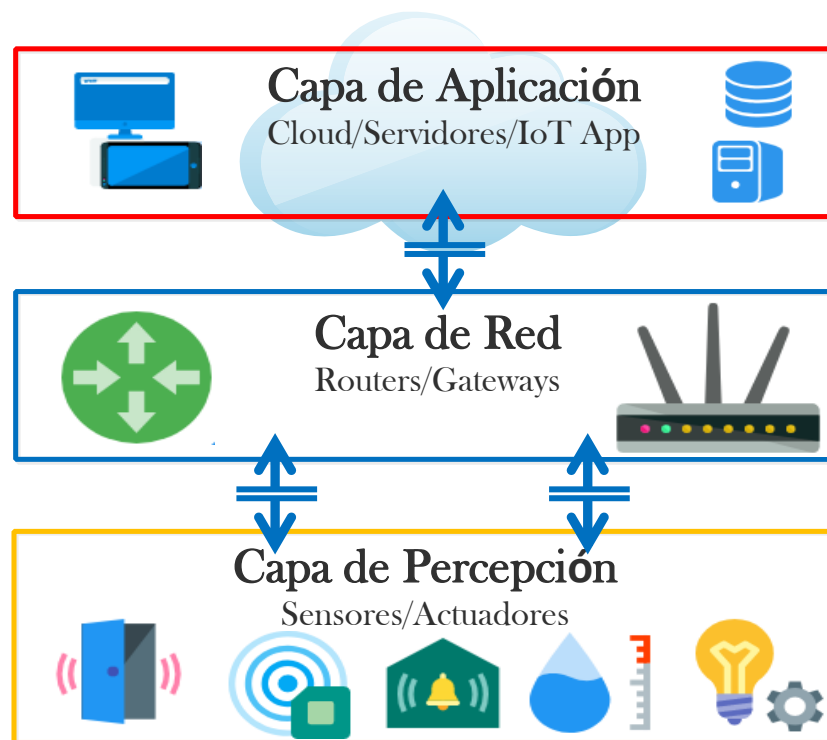 Capa de Aplicación
Cloud/Servidores/IoT App
Capa de Red
Routers/Gateways
Capa de Percepción
Sensores/Actuadores